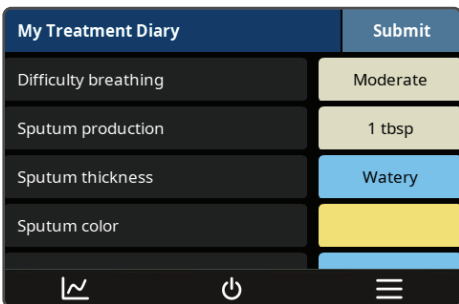 My Treatment Diary Submit
Difficulty breathing Moderate
Sputum production 1 tbsp
Sputum thickness Watery
Sputum color